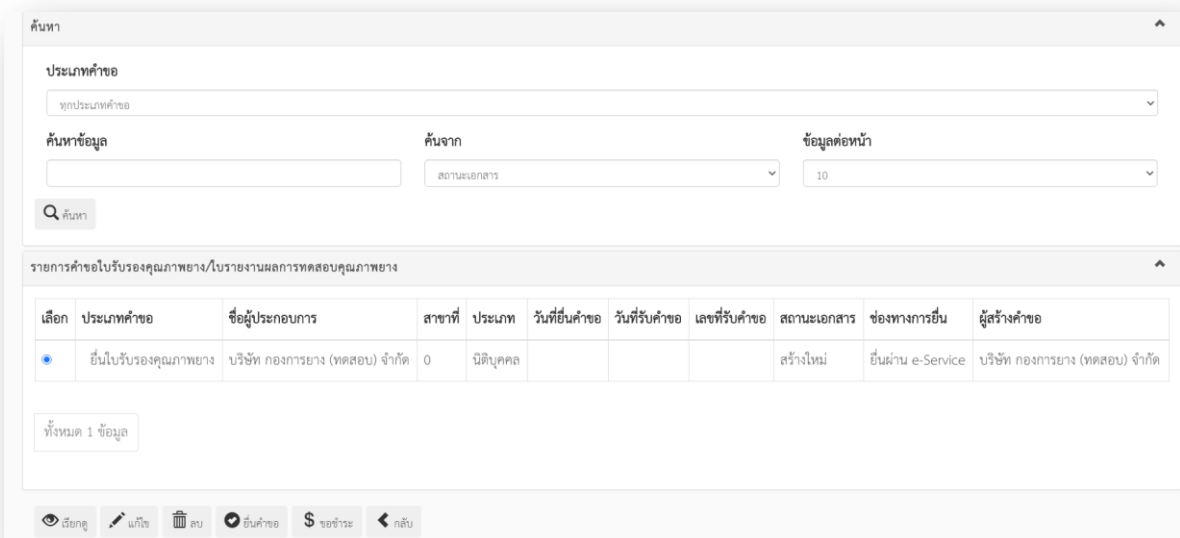 ค้นหา
ประเภทคำขอ
ทุกประเภทคำขอ
ค้นหาข้อมูล ค้นจาก ข้อมูลต่อหน้า
สถานะเอกสาร 10
ค้นหา
รายการคำขอใบรับรองคุณภาพยาง/ใบรายงานผลการทดสอบคุณภาพยาง
เลือก ประเภทคำขอ ชื่อผู้ประกอบการ สาขาที่ ประเภท วันที่ยื่นคำขอ วันที่รับคำขอ เลขที่รับคำขอ สถานะเอกสาร ช่องทางการยื่น ผู้สร้างคำขอ
ยื่นใบรับรองคุณภาพยาง บริษัท กองการยาง (ทดสอบ) จำกัด 0 นิติบุคคล สร้างใหม่ ยื่นผ่าน e-Service บริษัท กองการยาง (ทดสอบ) จำกัด
ทั้งหมด 1 ข้อมูล
เรียกดู แก้ไข ลบ ยื่นคำขอ $ ขอชำระ กลับ